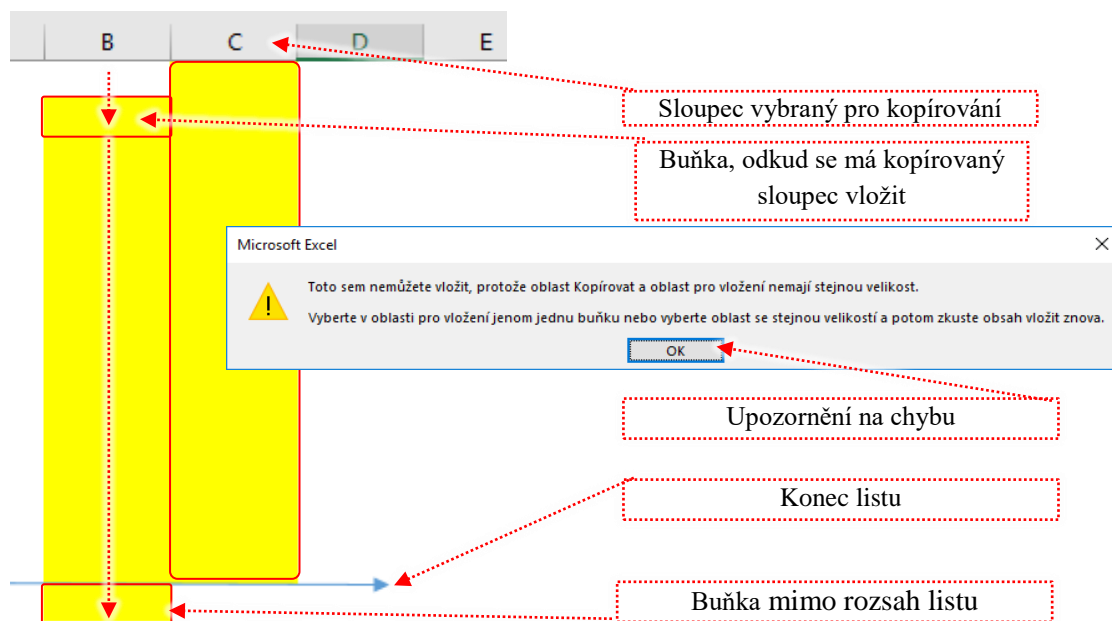 B C D E
Sloupec vybraný pro kopírování
Buňka, odkud se má kopírovaný
sloupec vložit
Microsoft Excel
Toto sem nemůžete vložit, protože oblast Kopírovat a oblast pro vložení nemají stejnou velikost.
Vyberte v oblasti pro vložení jenom jednu buňku nebo vyberte oblast se stejnou velikostí a potom zkuste obsah vložit znova.
OK
Upozornění na chybu
Konec listu
Buňka mimo rozsah listu